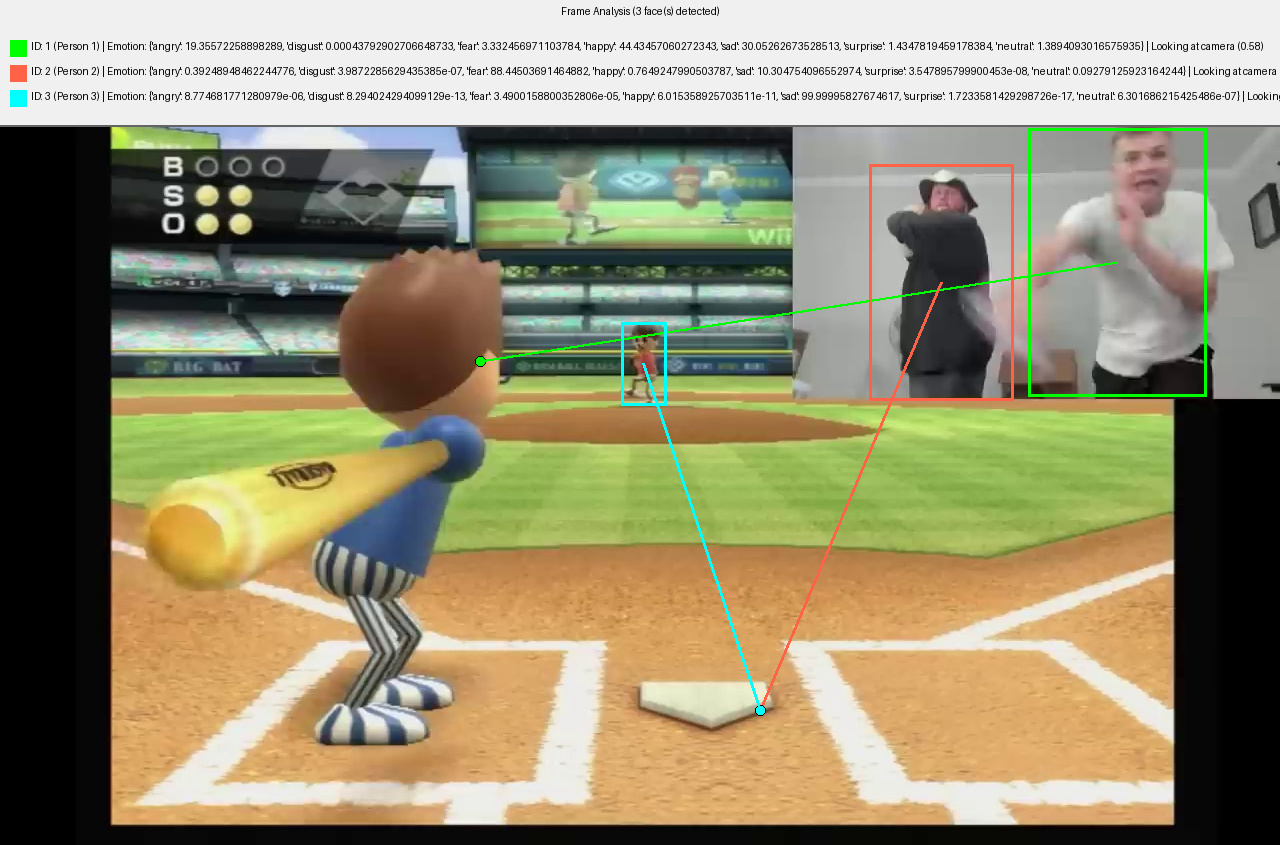 Frame Analysis (3 face(s) detected)
ID: 1 (Person 1) | Emotion: {'angry': 19.35572258898289, 'disgust': 0.00043792902706648733, 'fear': 3.332456971103784, 'happy': 44.43457060272343, 'sad': 30.05262673528513, 'surprise': 1.4347819459178384, 'neutral': 1.3894093016575935} | Looking at camera (0.58)
ID: 2 (Person 2) | Emotion: {'angry': 0.39248948462244776, 'disgust': 3.9872285629435385e-07, 'fear': 88.44503691464882, 'happy': 0.7649247990503787, 'sad': 10.304754096552974, 'surprise': 3.547895799900453e-08, 'neutral': 0.09279125923164244} | Looking at camera
ID: 3 (Person 3) | Emotion: {'angry': 8.774681771280979e-06, 'disgust': 8.294024294099129e-13, 'fear': 3.4900158800352806e-05, 'happy': 6.015358925703511e-11, 'sad': 99.99995827674617, 'surprise': 1.7233581429298726e-17, 'neutral': 6.301686215425486e-07} | Looking
B
S
O
Wii
BIG BAT